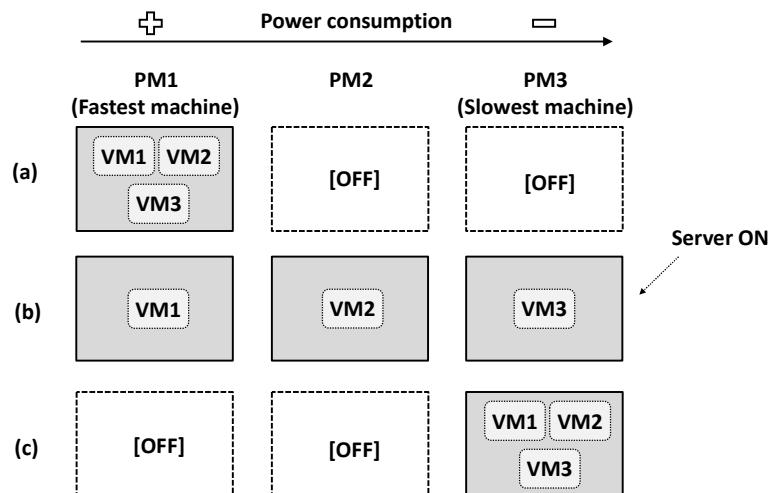 Power consumption
PM1
(Fastest machine)
PM2
PM3
(Slowest machine)
(a)
VM1
VM2
VM3
[OFF]
[OFF]
Server ON
(b)
VM1
VM2
VM3
(c)
[OFF]
[OFF]
VM1
VM2
VM3